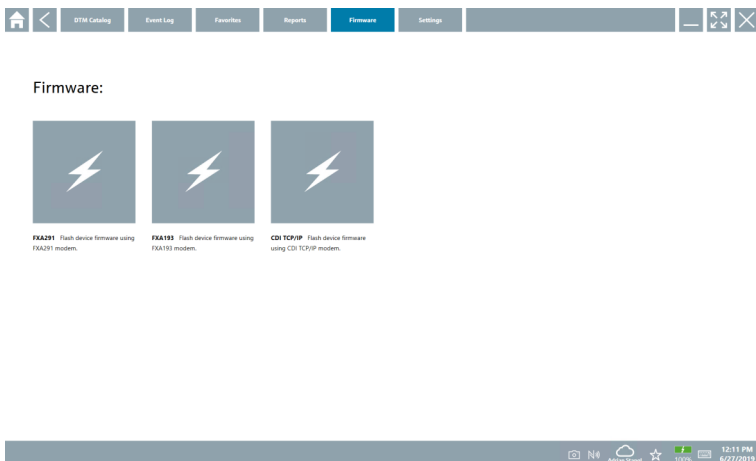 DTM Catalog Event Log Favorites Reports Firmware Settings
Firmware:
FXA291 Flash device firmware using
FXA291 modem.
FXA193 Flash device firmware using
FXA193 modem.
CDI TCP/IP Flash device firmware
using CDI TCP/IP modem.
100%
12:11 PM
6/27/2019